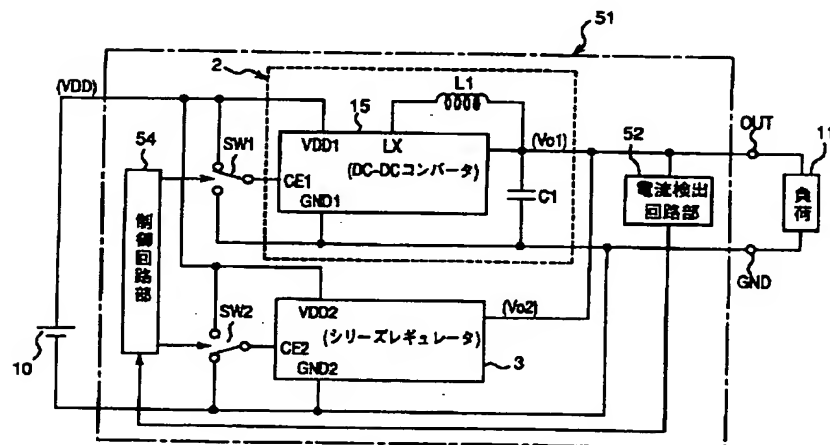 51
2
L1
(VDD)
15
VDD1
LX
(Vo1)
OUT
11
54
SW1
(DC-DCコンバータ)
52
CE1
GND1
C1
電流検出
回路部
負荷
制御回路部
GND
SW2
VDD2
(Vo2)
(シリーズレギュレータ)
CE2
GND2
3
10